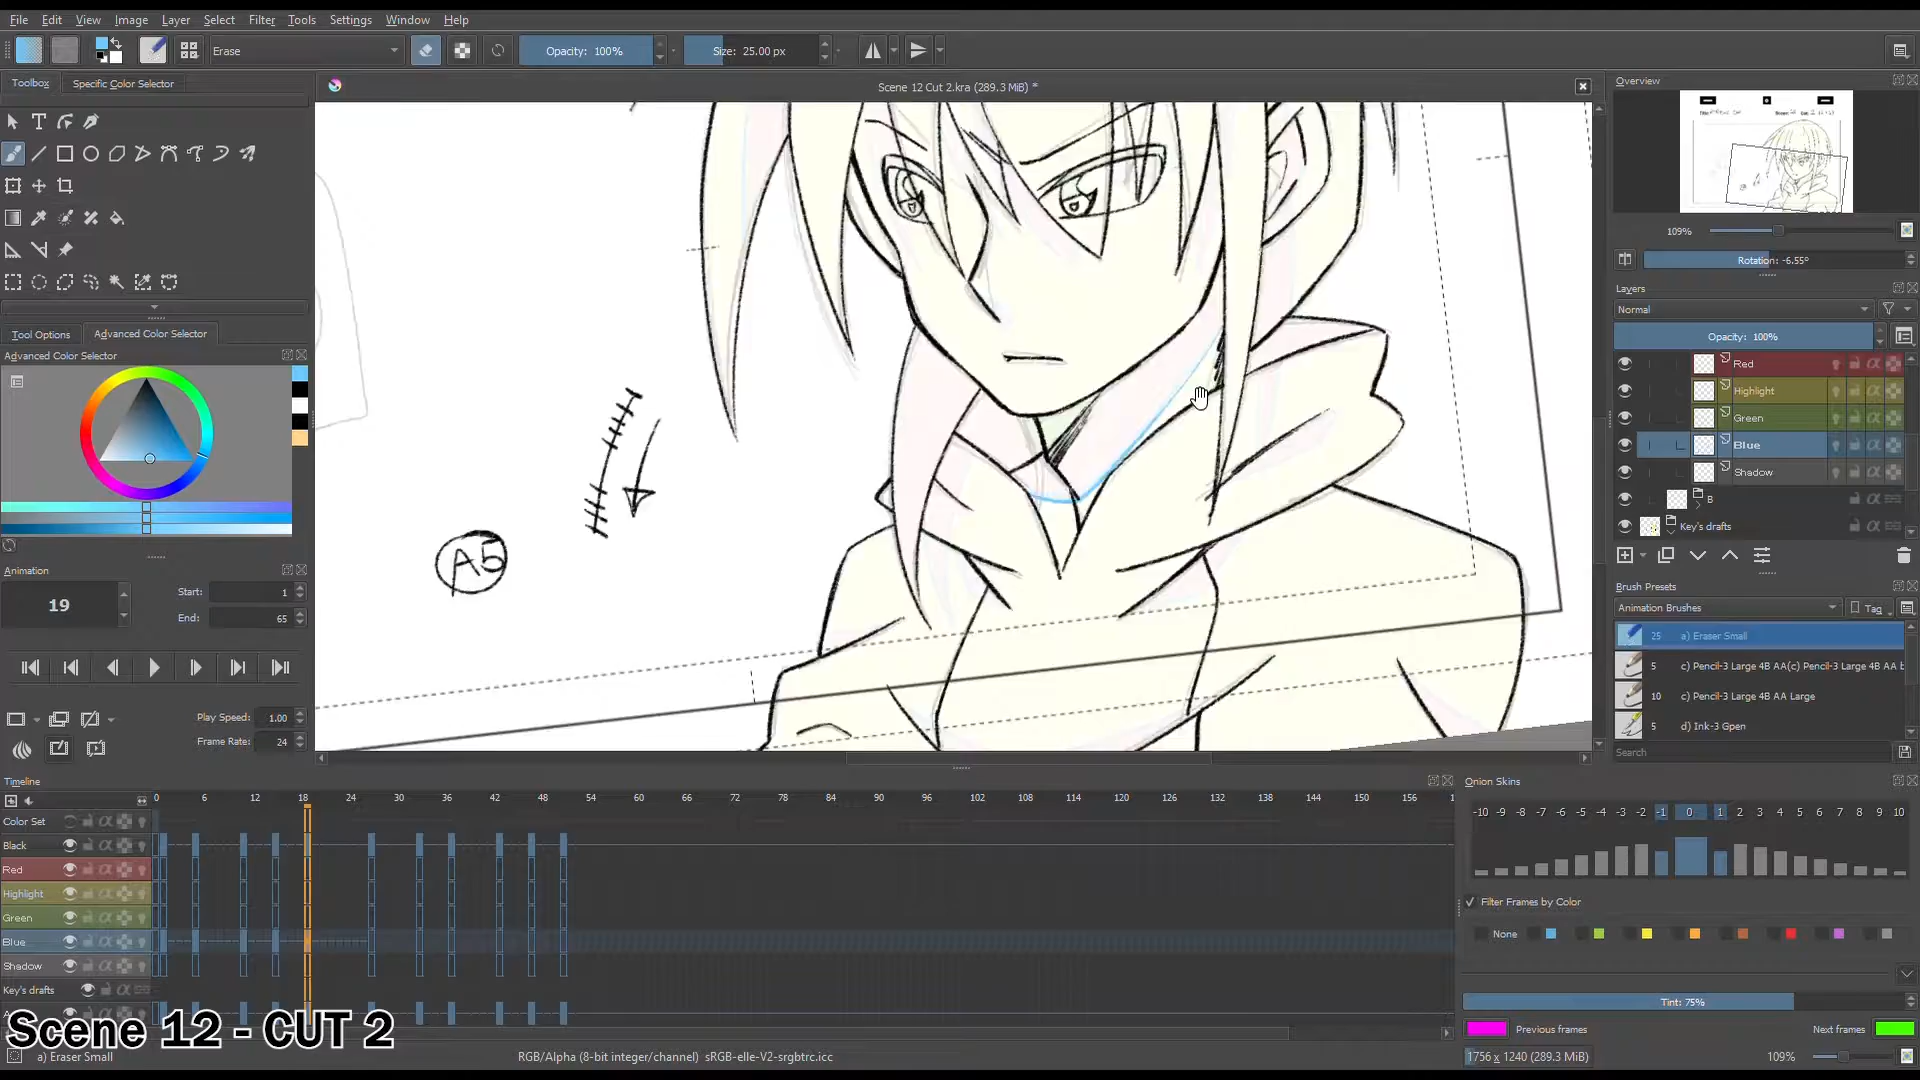 File Edit View Image Layer Select Filter Tools Settings Window Help
Erase Opacity: 100% Size: 25.00 px
Toolbox Specific Color Selector
Scene 12 Cut 2.kra (289.3 MiB) *
Overview
109%
Rotation: -6.55°
Layers
Normal
Opacity: 100%
Red
Highlight
Green
Blue
Shadow
B
Key's drafts
Tool Options Advanced Color Selector
Advanced Color Selector
A5
Animation
19
Start: 1
End: 65
Play Speed: 1.00
Frame Rate: 24
Brush Presets
Animation Brushes Tag
25 a) Eraser Small
5 c) Pencil-3 Large 4B AA(c) Pencil-3 Large 4B AA b
10 c) Pencil-3 Large 4B AA Large
5 d) Ink-3 Gpen
Search
Timeline
0 6 12 18 24 30 36 42 48 54 60 66 72 78 84 90 96 102 108 114 120 126 132 138 144 150 156 1
Color Set
Black
Red
Highlight
Green
Blue
Shadow
Key's drafts
Onion Skins
-10 -9 -8 -7 -6 -5 -4 -3 -2 -1 0 1 2 3 4 5 6 7 8 9 10
Filter Frames by Color
None
Tint: 75%
Previous frames Next frames
Scene 12 - CUT 2
a) Eraser Small
RGB/Alpha (8-bit integer/channel) sRGB-elle-V2-srgbtrc.icc
1756 x 1240 (289.3 MiB)
109%